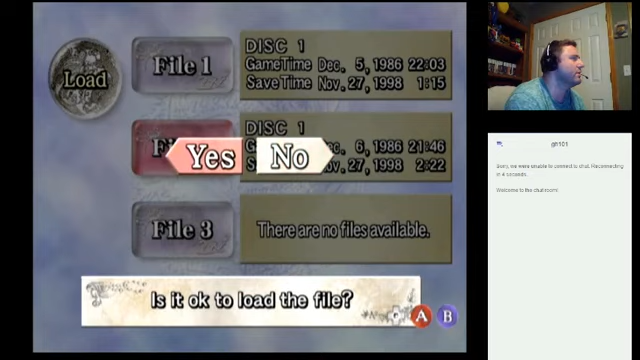 Load
File 1
DISC 1
GameTime Dec. 5, 1986 22:03
SaveTime Nov. 27, 1998 1:15
DISC 1
ec. 6, 1986 21:46
ov. 27, 1998 2:22
Yes No
File 3
There are no files available.
Is it ok to load the file?
A B
gh101
Sorry, we were unable to connect to chat. Reconnecting
in 4 seconds.
Welcome to the chat room!